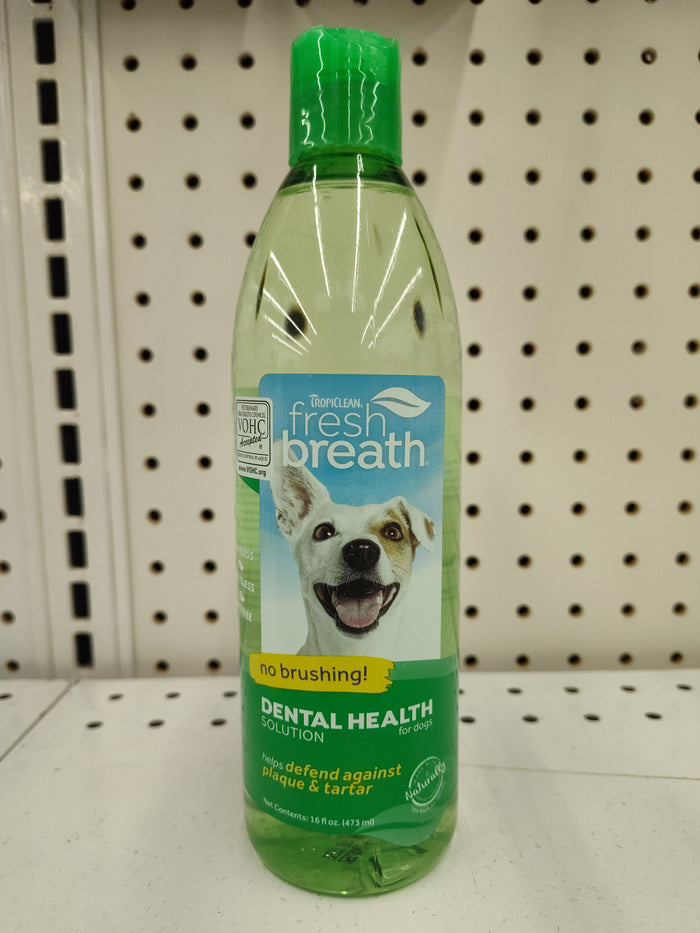 TROPICLEAN®
fresh
breath®
VETERINARY
ORAL HEALTH COUNCIL
VOHC
Accepted
®
www.VOHC.org
no brushing!
DENTAL HEALTH
SOLUTION
for dogs
helps defend against
plaque & tartar
Naturally
Net Contents: 16 fl oz. (473 ml)